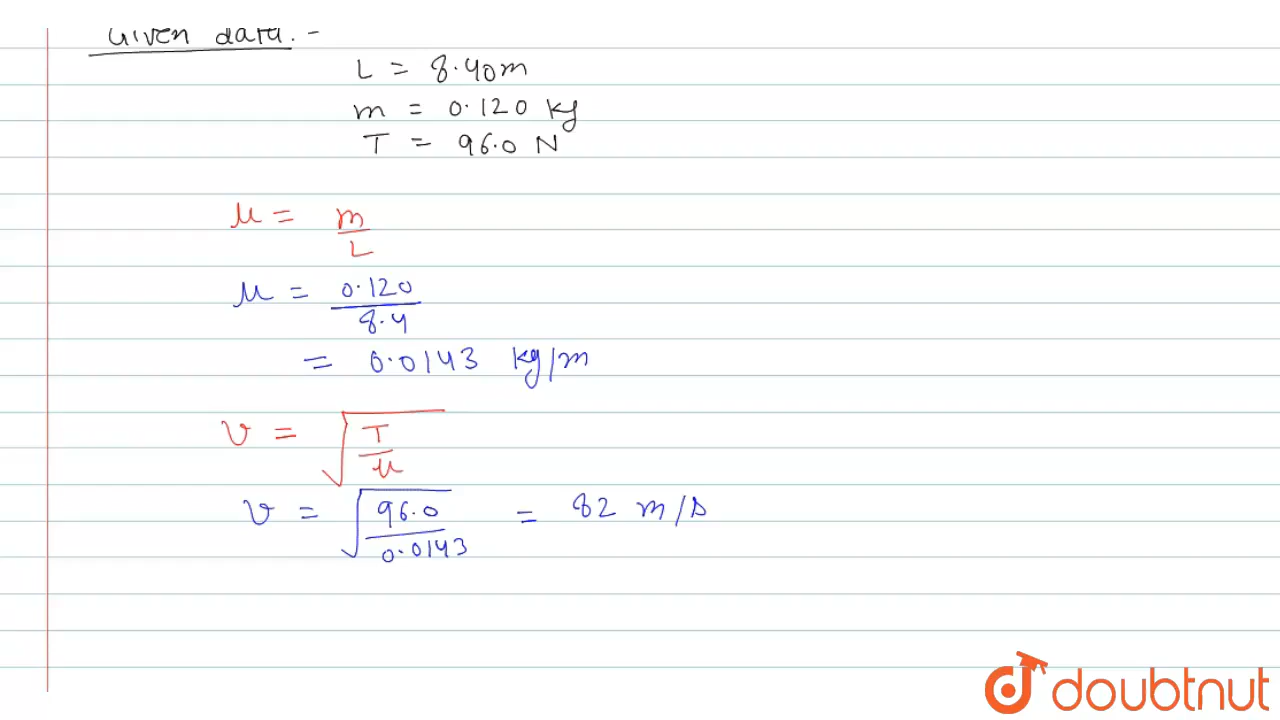 Given data. -
L = 8.40m
m = 0.120 kg
T = 96.0 N
μ = m/L
μ = 0.120/8.4
= 0.0143 kg/m
v = √(T/μ)
v = √(96.0/0.0143) = 82 m/s
doubtnut